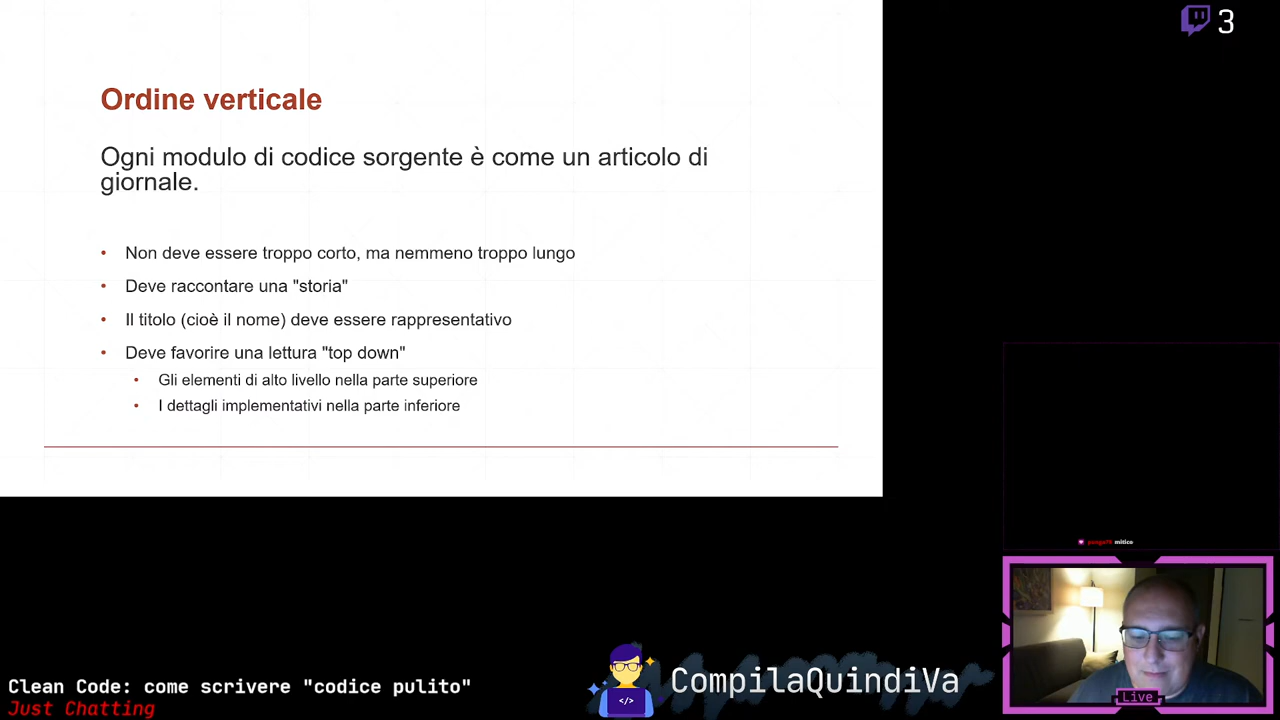 3
Ordine verticale
Ogni modulo di codice sorgente è come un articolo di
giornale.
• Non deve essere troppo corto, ma nemmeno troppo lungo
• Deve raccontare una "storia"
• Il titolo (cioè il nome) deve essere rappresentativo
• Deve favorire una lettura "top down"
• Gli elementi di alto livello nella parte superiore
• I dettagli implementativi nella parte inferiore
mitico
</>
CompilaQuindiVa
Live
Clean Code: come scrivere "codice pulito"
Just Chatting